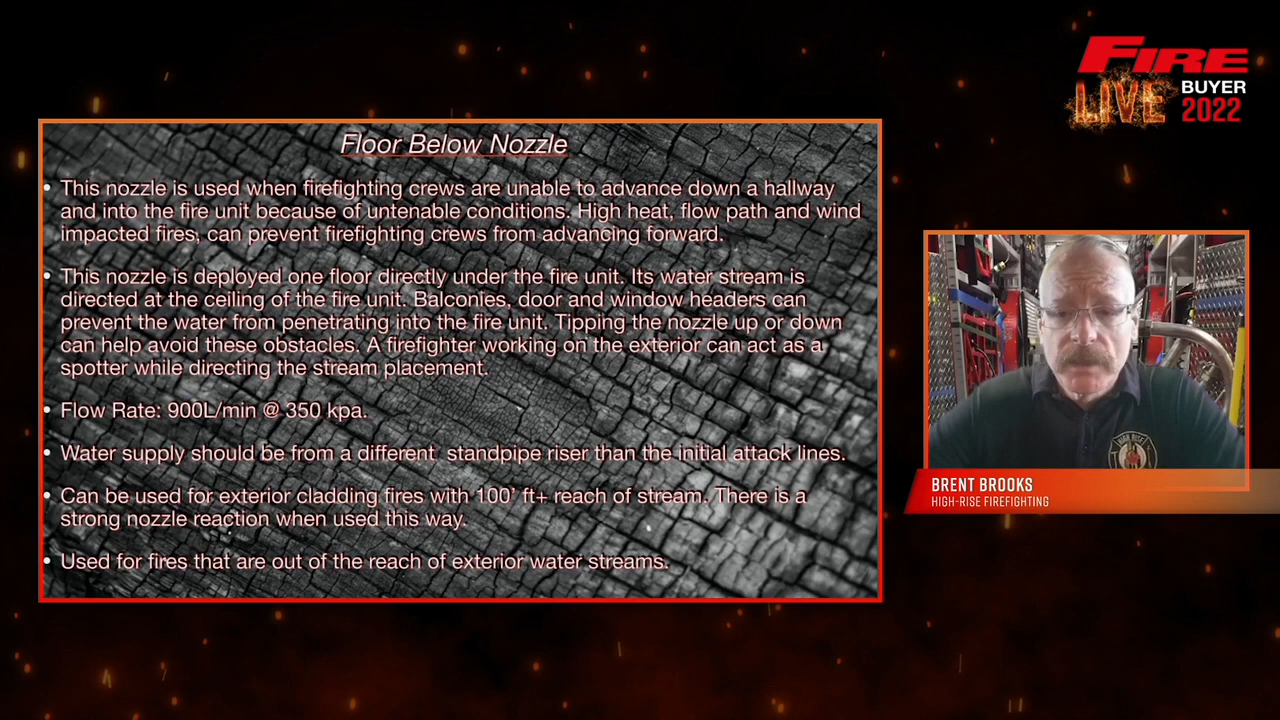 FIRE
LIVE BUYER
2022
Floor Below Nozzle
• This nozzle is used when firefighting crews are unable to advance down a hallway
and into the fire unit because of untenable conditions. High heat, flow path and wind
impacted fires, can prevent firefighting crews from advancing forward.
• This nozzle is deployed one floor directly under the fire unit. Its water stream is
directed at the ceiling of the fire unit. Balconies, door and window headers can
prevent the water from penetrating into the fire unit. Tipping the nozzle up or down
can help avoid these obstacles. A firefighter working on the exterior can act as a
spotter while directing the stream placement.
• Flow Rate: 900L/min @ 350 kpa.
• Water supply should be from a different standpipe riser than the initial attack lines.
• Can be used for exterior cladding fires with 100' ft+ reach of stream. There is a
strong nozzle reaction when used this way.
• Used for fires that are out of the reach of exterior water streams.
HIGH RISE
BRENT BROOKS
HIGH-RISE FIREFIGHTING